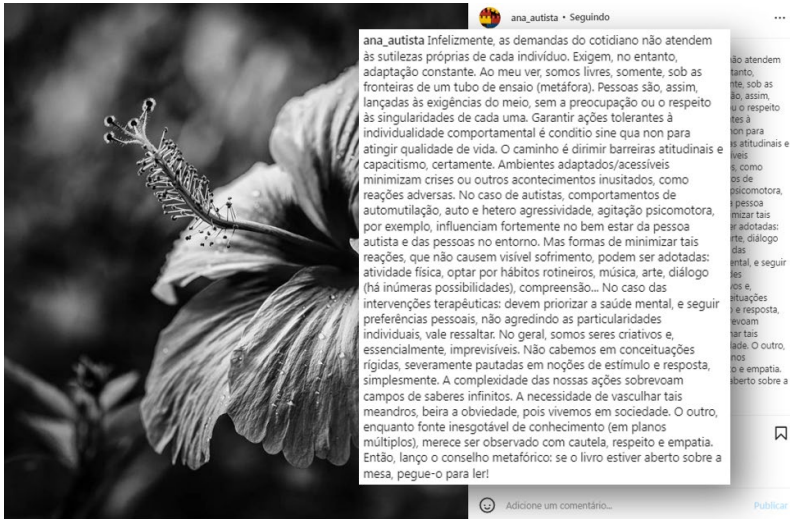 ana_autista • Seguindo
ana_autista Infelizmente, as demandas do cotidiano não atendem
às sutilezas próprias de cada indivíduo. Exigem, no entanto,
adaptação constante. Ao meu ver, somos livres, somente, sob as
fronteiras de um tubo de ensaio (metáfora). Pessoas são, assim,
lançadas às exigências do meio, sem a preocupação ou o respeito
às singularidades de cada uma. Garantir ações tolerantes à
individualidade comportamental é conditio sine qua non para
atingir qualidade de vida. O caminho é dirimir barreiras atitudinais e
capacitismo, certamente. Ambientes adaptados/acessíveis
minimizam crises ou outros acontecimentos inusitados, como
reações adversas. No caso de autistas, comportamentos de
automutilação, auto e hetero agressividade, agitação psicomotora,
por exemplo, influenciam fortemente no bem estar da pessoa
autista e das pessoas no entorno. Mas formas de minimizar tais
reações, que não causem visível sofrimento, podem ser adotadas:
atividade física, optar por hábitos rotineiros, música, arte, diálogo
(há inúmeras possibilidades), compreensão... No caso das
intervenções terapêuticas: devem priorizar a saúde mental, e seguir
preferências pessoais, não agredindo as particularidades
individuais, vale ressaltar. No geral, somos seres criativos e,
essencialmente, imprevisíveis. Não cabemos em conceituações
rígidas, severamente pautadas em noções de estímulo e resposta,
simplesmente. A complexidade das nossas ações sobrevoam
campos de saberes infinitos. A necessidade de vasculhar tais
meandros, beira a obviedade, pois vivemos em sociedade. O outro,
enquanto fonte inesgotável de conhecimento (em planos
múltiplos), merece ser observado com cautela, respeito e empatia.
Então, lanço o conselho metafórico: se o livro estiver aberto sobre a
mesa, pegue-o para ler!
Adicione um comentário... Publicar